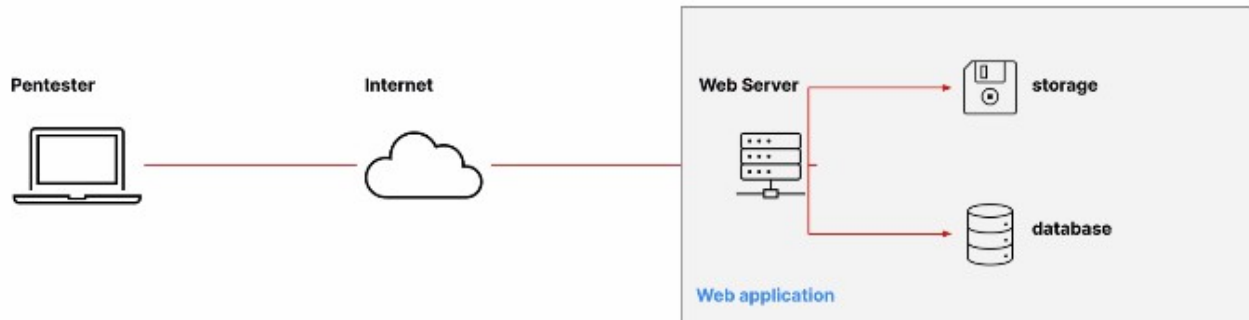 Pentester
Internet
Web Server
storage
database
Web application